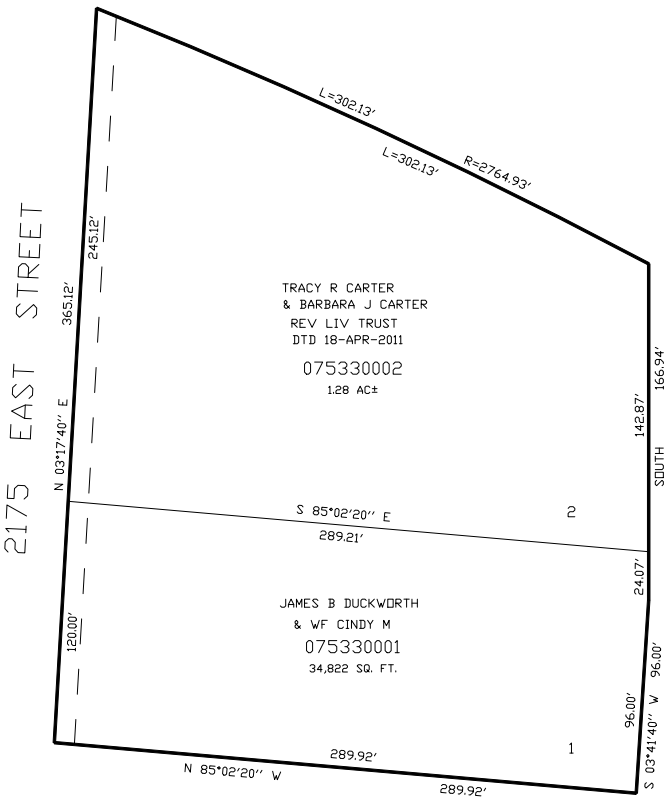 L=302.13'
L=302.13'
R=2764.93'
2175 EAST STREET
N 03°17'40'' E
365.12'
245.12'
TRACY R CARTER
& BARBARA J CARTER
REV LIV TRUST
DTD 18-APR-2011
075330002
1.28 AC±
142.87'
SOUTH
166.94'
S 85°02'20'' E
289.21'
2
24.07'
120.00'
JAMES B DUCKWORTH
& WF CINDY M
075330001
34,822 SQ. FT.
96.00'
S 03°41'40'' W
96.00'
1
289.92'
N 85°02'20'' W
289.92'